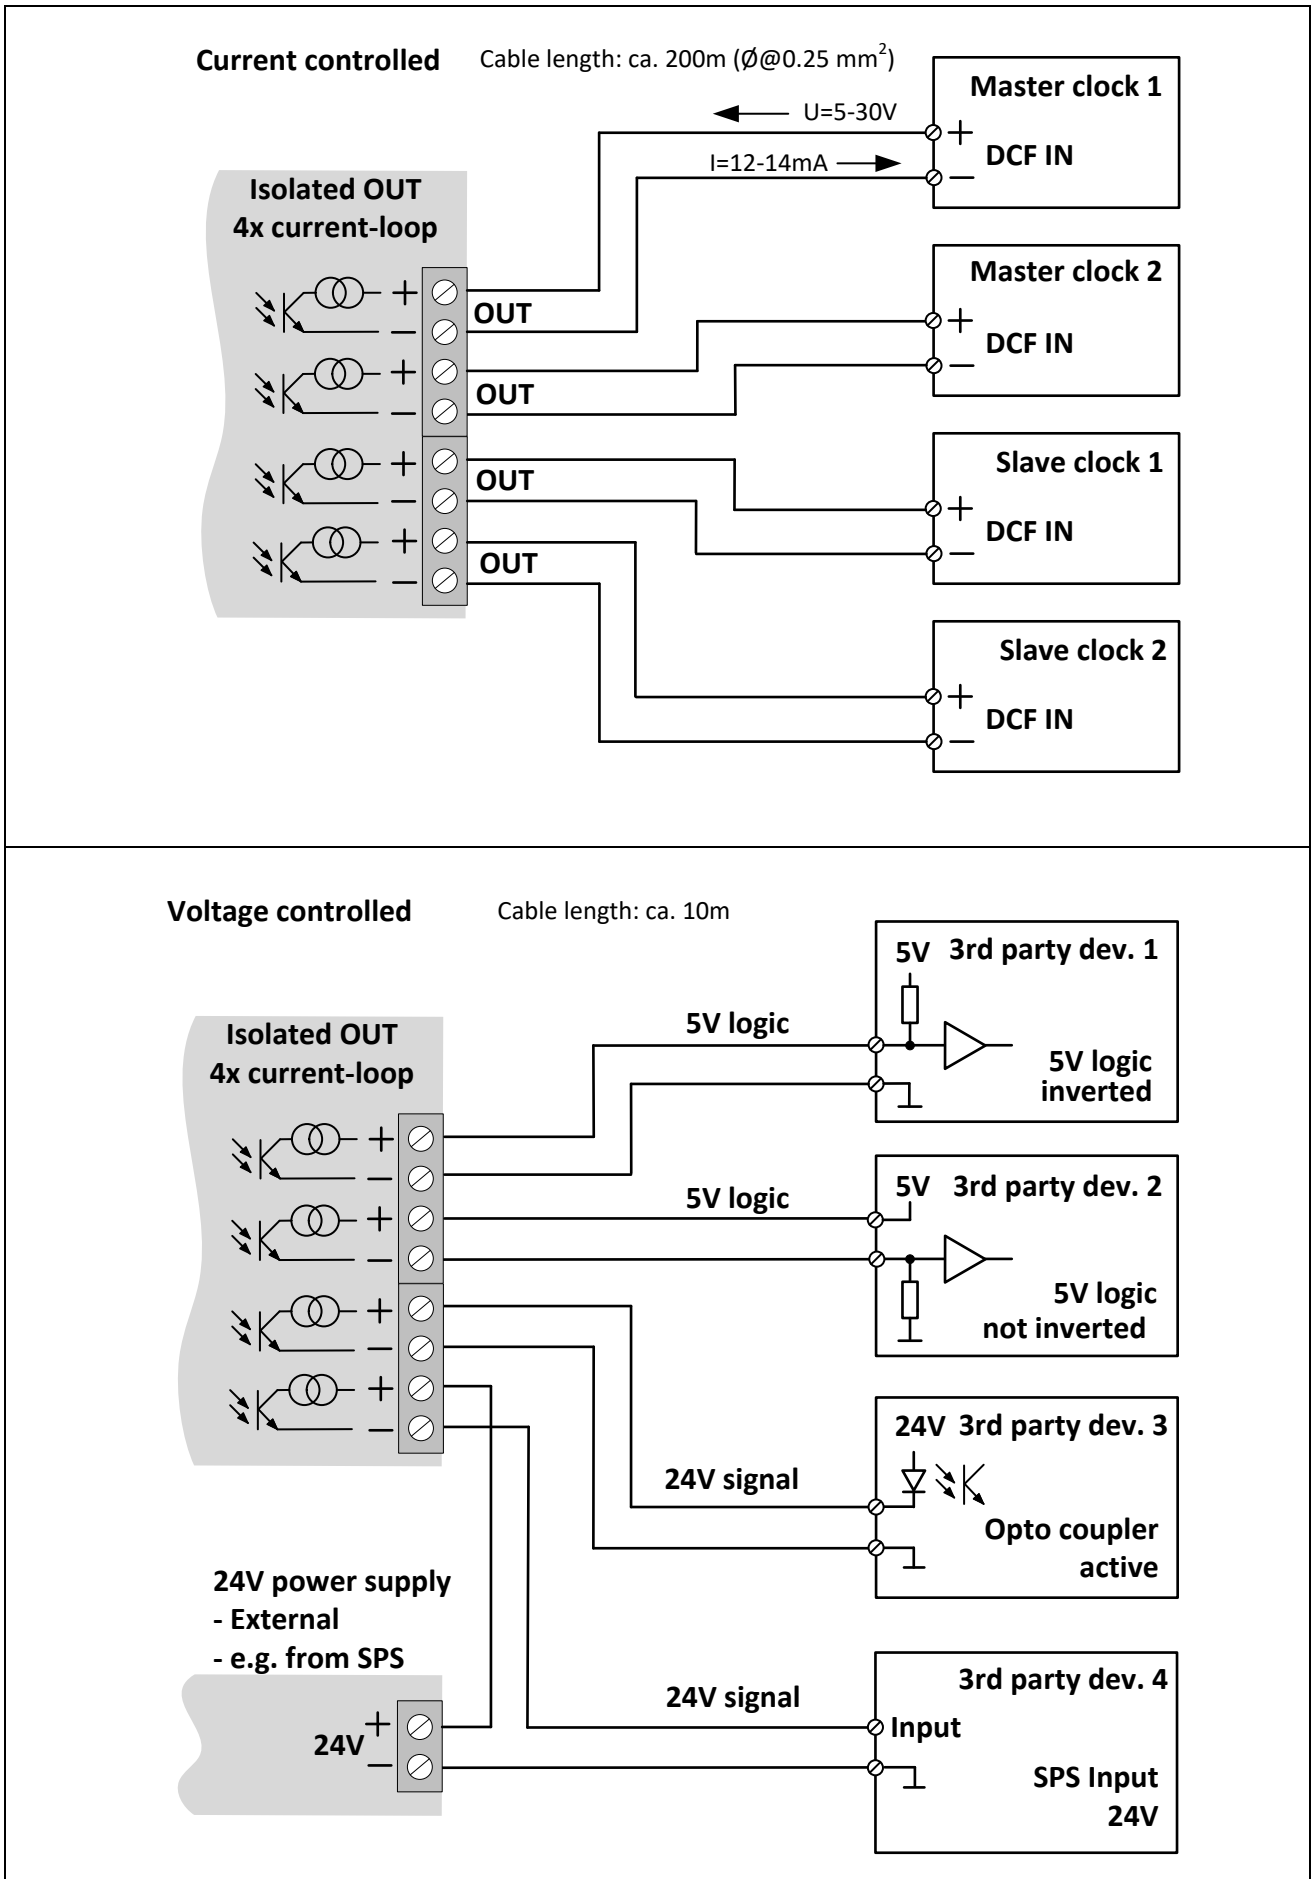 Current controlled
Cable length: ca. 200m (Ø@0.25 mm²)
U=5-30V
I=12-14mA
Master clock 1
+
DCF IN
–
Isolated OUT
4x current-loop
+
OUT
–
+
OUT
–
+
OUT
–
+
OUT
–
Master clock 2
+
DCF IN
–
Slave clock 1
+
DCF IN
–
Slave clock 2
+
DCF IN
–
Voltage controlled
Cable length: ca. 10m
Isolated OUT
4x current-loop
+
–
+
–
+
–
+
–
5V logic
5V 3rd party dev. 1
5V logic
inverted
5V logic
5V 3rd party dev. 2
5V logic
not inverted
24V signal
24V 3rd party dev. 3
Opto coupler
active
24V power supply
- External
- e.g. from SPS
+
24V
–
24V signal
3rd party dev. 4
Input
SPS Input
24V